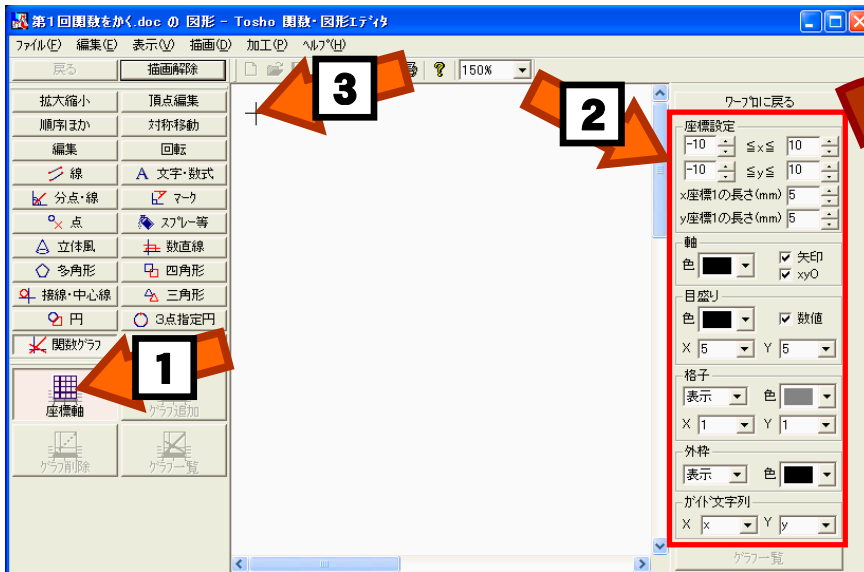 第1回関数をかく.doc の 図形 - Tosho 関数・図形ｴﾃﾞｨﾀ
ﾌｧｲﾙ(F) 編集(E) 表示(V) 描画(D) 加工(P) ﾍﾙﾌﾟ(H)
戻る 描画解除 ? 150%
拡大縮小 頂点編集
順序ほか 対称移動
編集 回転
線 A 文字・数式
分点・線 ﾏｰｸ
点 ｽﾌﾟﾚｰ等
立体風 数直線
多角形 四角形
接線・中心線 三角形
円 3点指定円
関数ｸﾞﾗﾌ
座標軸 ｸﾞﾗﾌ追加
ｸﾞﾗﾌ削除 ｸﾞﾗﾌ一覧
1
2
3
ﾜｰﾌﾟﾛに戻る
座標設定
-10 ≦x≦ 10
-10 ≦y≦ 10
x座標1の長さ(mm) 5
y座標1の長さ(mm) 5
軸
色 矢印
xyO
目盛り
色 数値
X 5 Y 5
格子
表示 色
X 1 Y 1
外枠
表示 色
ｶﾞｲﾄﾞ文字列
X x Y y
ｸﾞﾗﾌ一覧